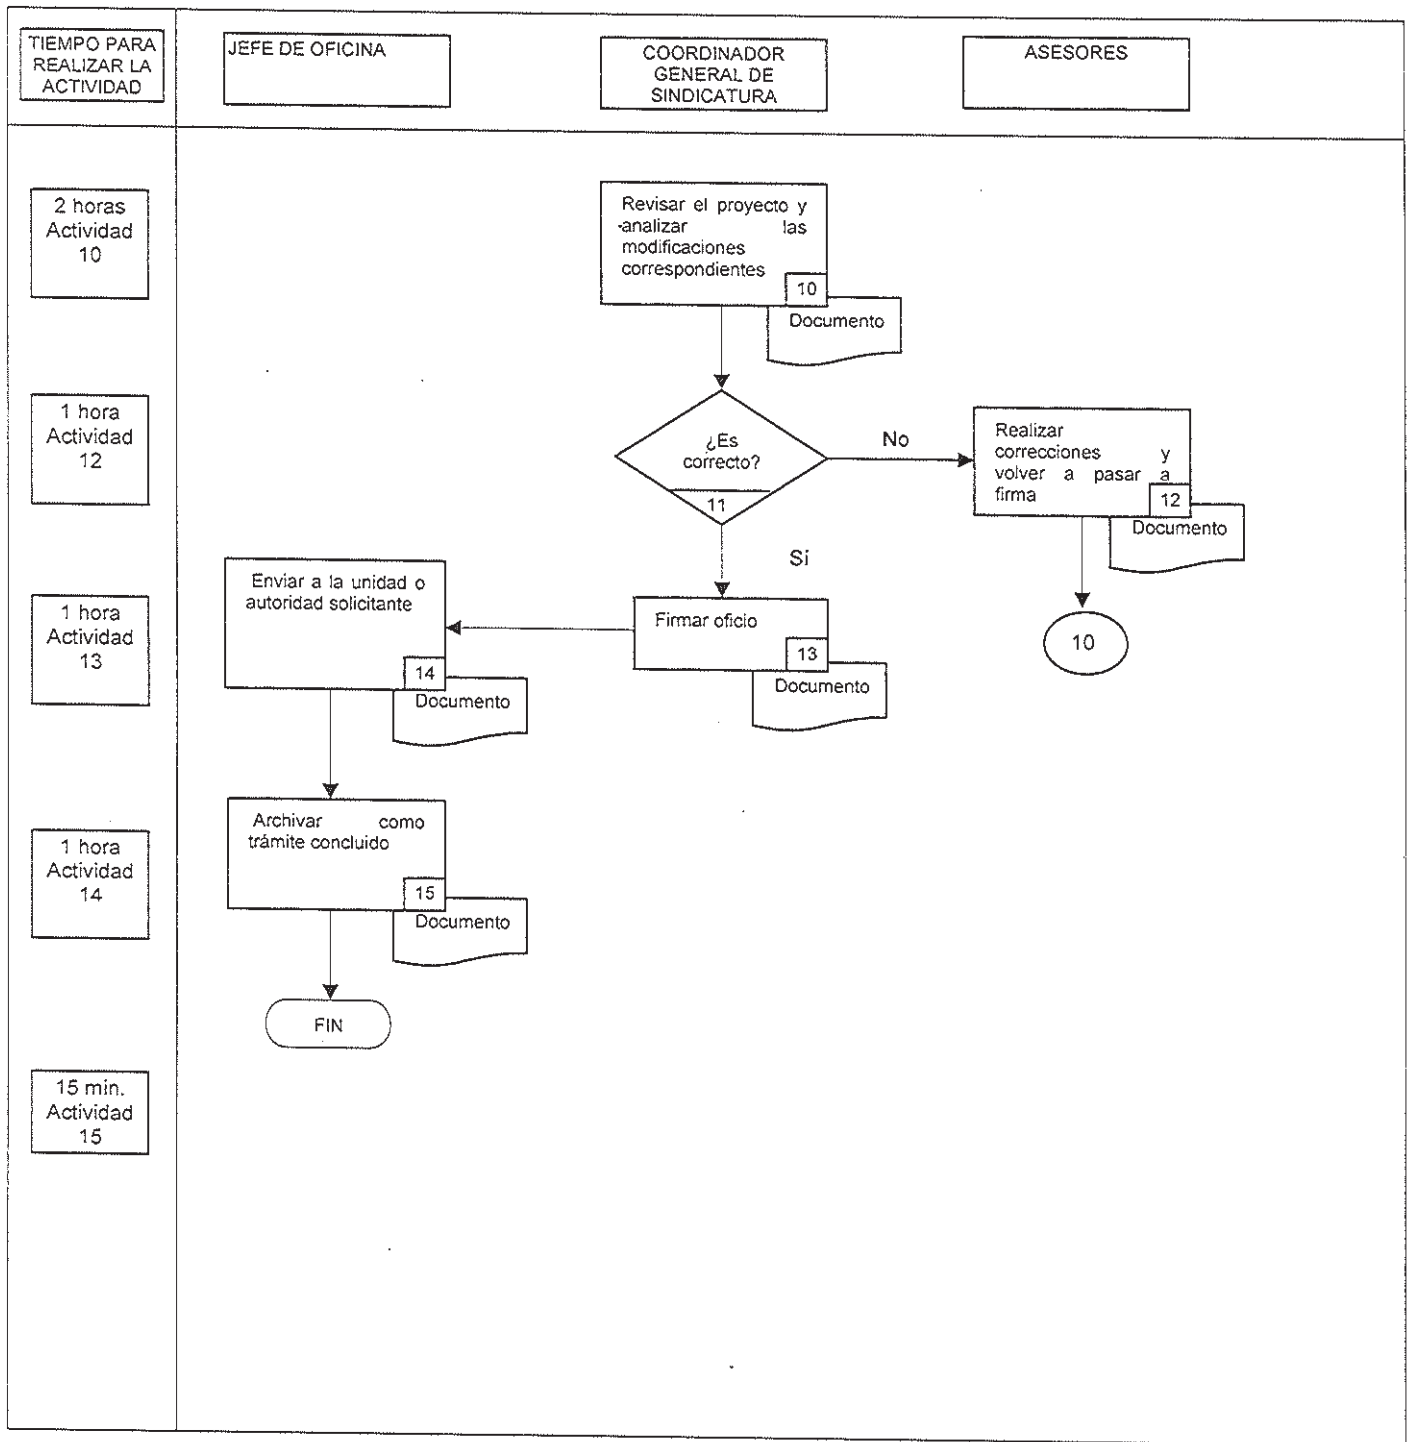 TIEMPO PARA
REALIZAR LA
ACTIVIDAD
JEFE DE OFICINA
COORDINADOR
GENERAL DE
SINDICATURA
ASESORES
2 horas
Actividad
10
Revisar el proyecto y
analizar las
modificaciones
correspondientes
10
Documento
1 hora
Actividad
12
¿Es
correcto?
11
No
Realizar
correcciones y
volver a pasar a
firma
12
Documento
Sí
10
1 hora
Actividad
13
Enviar a la unidad o
autoridad solicitante
14
Documento
Firmar oficio
13
Documento
1 hora
Actividad
14
Archivar como
trámite concluido
15
Documento
FIN
15 min.
Actividad
15